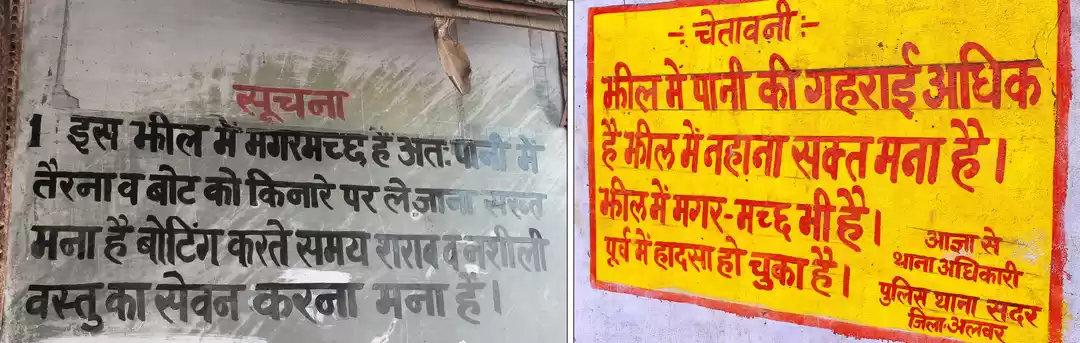 सूचना
1 इस झील में मगरमच्छ हैं अतः पानी में
तैरना व बोट को किनारे पर ले जाना सख्त
मना है बोटिंग करते समय शराब व नशीली
वस्तु का सेवन करना मना है।
-: चेतावनी :-
झील में पानी की गहराई अधिक
है झील में नहाना सक्त मना है।
झील में मगर-मच्छ भी है।
पूर्व में हादसा हो चुका है।
आज्ञा से
थाना अधिकारी
पुलिस थाना सदर
जिला-अलवर